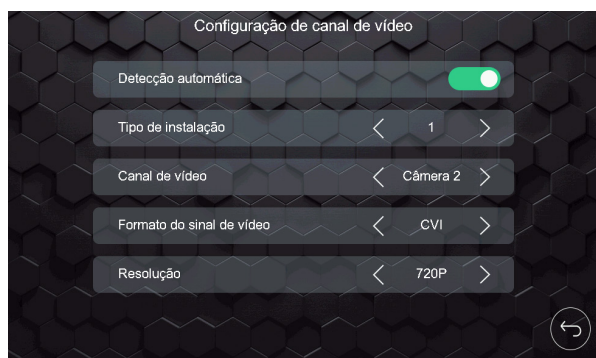 Configuração de canal de vídeo
Detecção automática
Tipo de instalação 1
Canal de vídeo Câmera 2
Formato do sinal de vídeo CVI
Resolução 720P